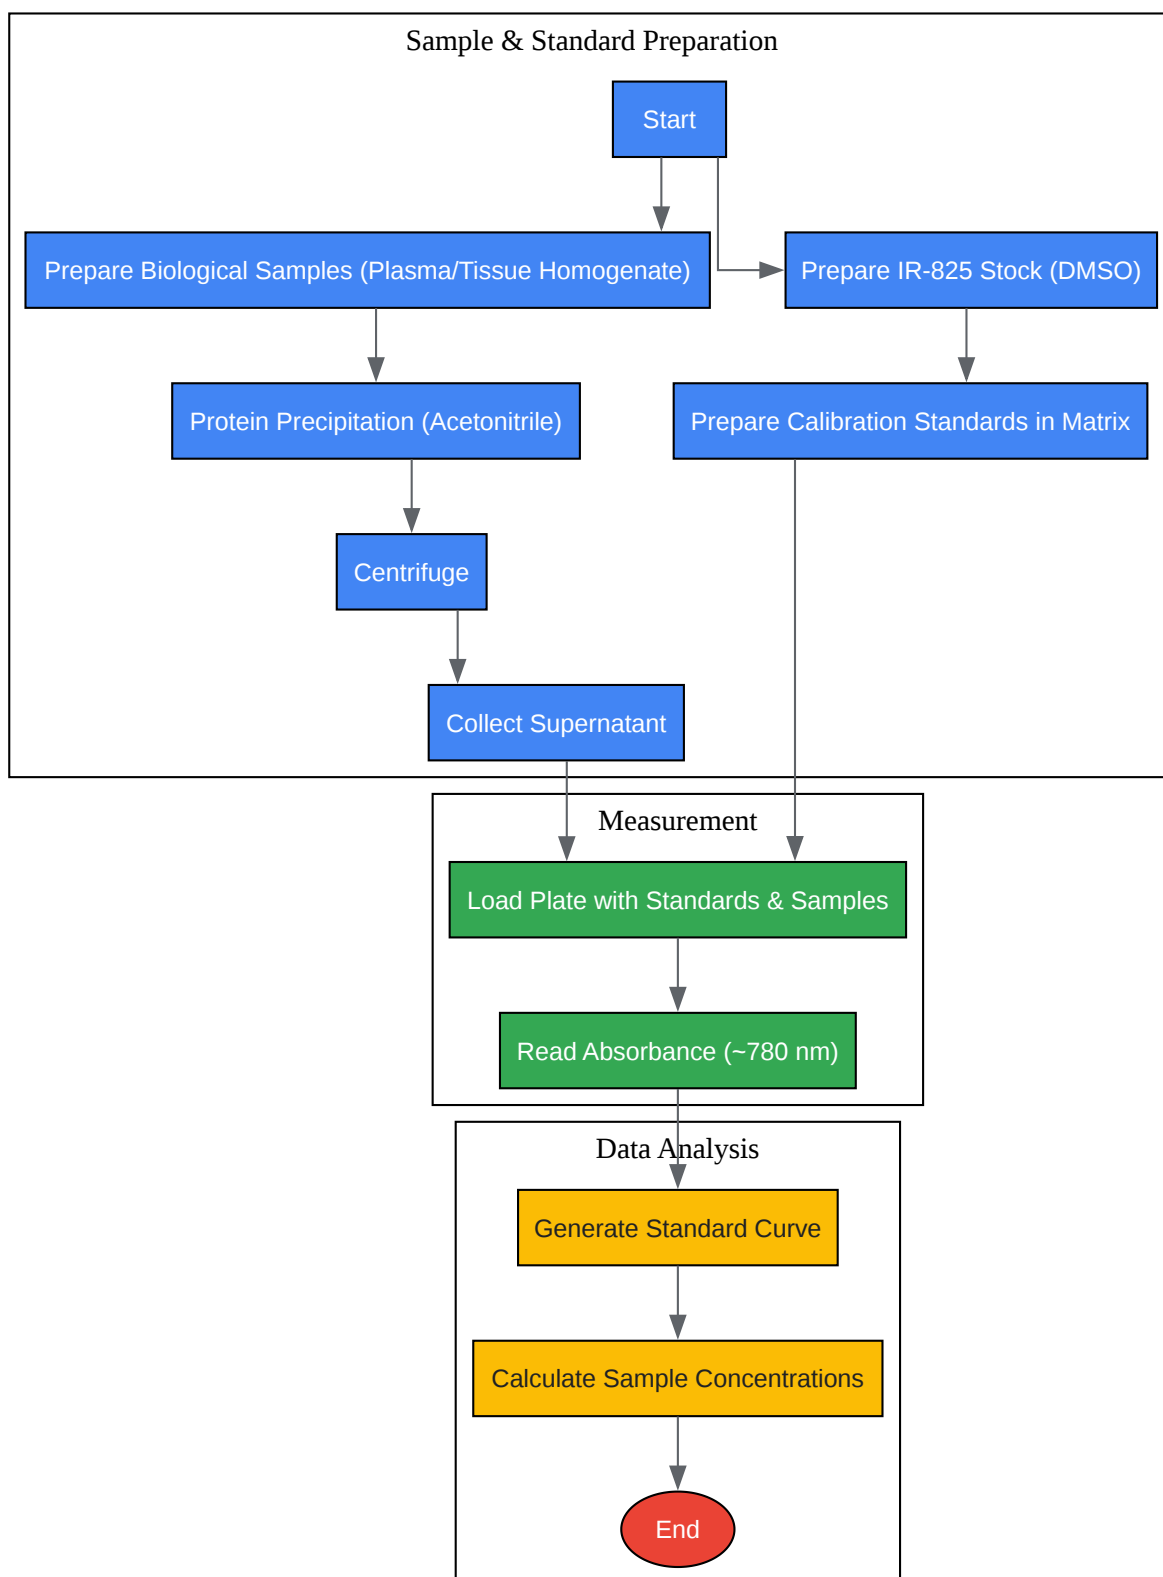 Sample & Standard Preparation
Start
Prepare Biological Samples (Plasma/Tissue Homogenate)
Prepare IR-825 Stock (DMSO)
Protein Precipitation (Acetonitrile)
Prepare Calibration Standards in Matrix
Centrifuge
Collect Supernatant
Measurement
Load Plate with Standards & Samples
Read Absorbance (~780 nm)
Data Analysis
Generate Standard Curve
Calculate Sample Concentrations
End